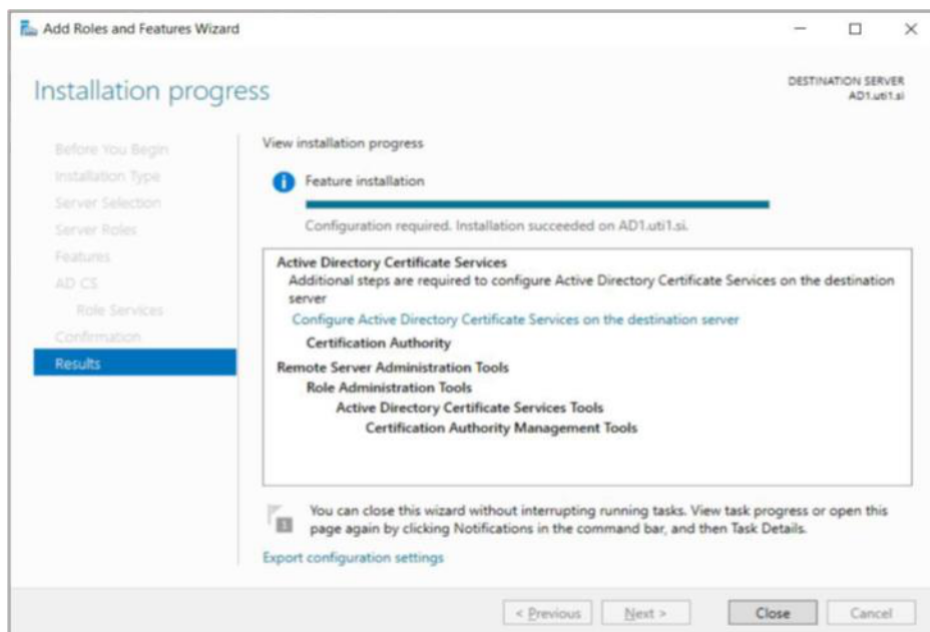 Add Roles and Features Wizard
Installation progress
DESTINATION SERVER
AD1.uti1.si
Before You Begin
Installation Type
Server Selection
Server Roles
Features
AD CS
Role Services
Confirmation
Results
View installation progress
Feature installation
Configuration required. Installation succeeded on AD1.uti1.si.
Active Directory Certificate Services
Additional steps are required to configure Active Directory Certificate Services on the destination
server
Configure Active Directory Certificate Services on the destination server
Certification Authority
Remote Server Administration Tools
Role Administration Tools
Active Directory Certificate Services Tools
Certification Authority Management Tools
You can close this wizard without interrupting running tasks. View task progress or open this
page again by clicking Notifications in the command bar, and then Task Details.
Export configuration settings
< Previous
Next >
Close
Cancel